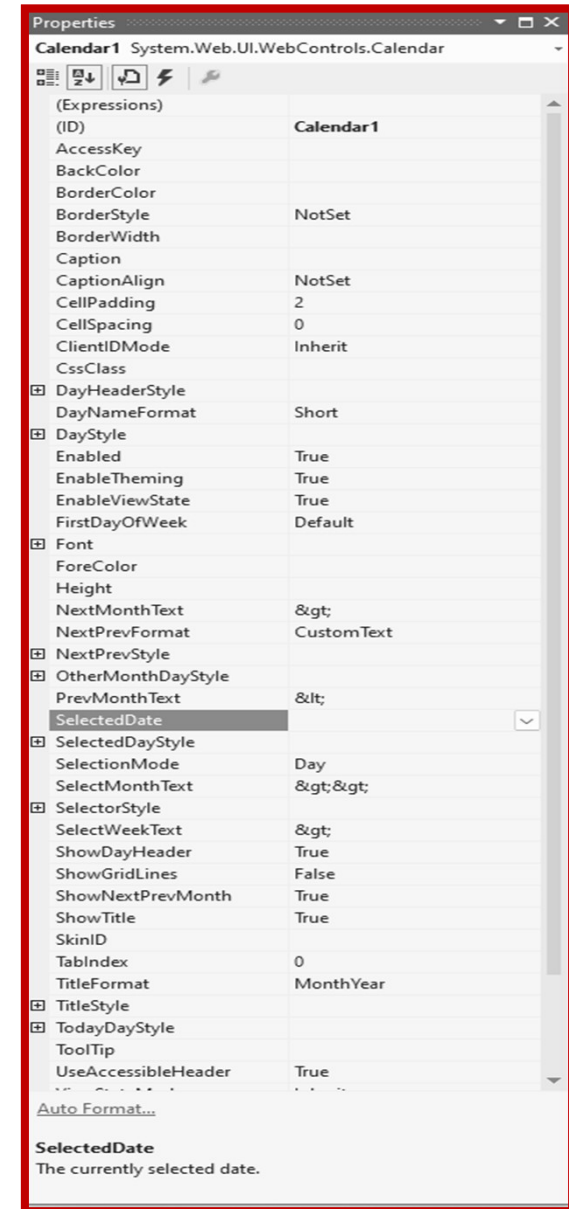 Properties
Calendar1 System.Web.UI.WebControls.Calendar
(Expressions)
(ID) Calendar1
AccessKey
BackColor
BorderColor
BorderStyle NotSet
BorderWidth
Caption
CaptionAlign NotSet
CellPadding 2
CellSpacing 0
ClientIDMode Inherit
CssClass
DayHeaderStyle
DayNameFormat Short
DayStyle
Enabled True
EnableTheming True
EnableViewState True
FirstDayOfWeek Default
Font
ForeColor
Height
NextMonthText &gt;
NextPrevFormat CustomText
NextPrevStyle
OtherMonthDayStyle
PrevMonthText &lt;
SelectedDate
SelectedDayStyle
SelectionMode Day
SelectMonthText &gt;&gt;
SelectorStyle
SelectWeekText &gt;
ShowDayHeader True
ShowGridLines False
ShowNextPrevMonth True
ShowTitle True
SkinID
TabIndex 0
TitleFormat MonthYear
TitleStyle
TodayDayStyle
ToolTip
UseAccessibleHeader True
Auto Format...
SelectedDate
The currently selected date.